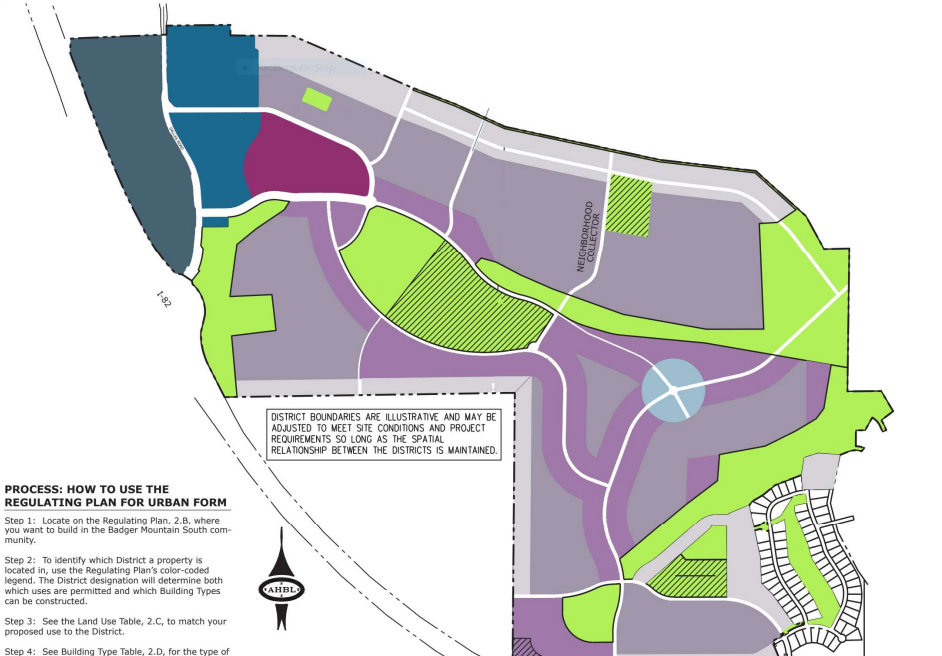 NEIGHBORHOOD
COLLECTOR
I-82
DISTRICT BOUNDARIES ARE ILLUSTRATIVE AND MAY BE
ADJUSTED TO MEET SITE CONDITIONS AND PROJECT
REQUIREMENTS SO LONG AS THE SPATIAL
RELATIONSHIP BETWEEN THE DISTRICTS IS MAINTAINED.
PROCESS: HOW TO USE THE
REGULATING PLAN FOR URBAN FORM
Step 1: Locate on the Regulating Plan, 2.B, where
you want to build in the Badger Mountain South com-
munity.
Step 2: To identify which District a property is
located in, use the Regulating Plan's color-coded
legend. The District designation will determine both
which uses are permitted and which Building Types
can be constructed.
Step 3: See the Land Use Table, 2.C, to match your
proposed use to the District.
Step 4: See Building Type Table, 2.D, for the type of
AHBL